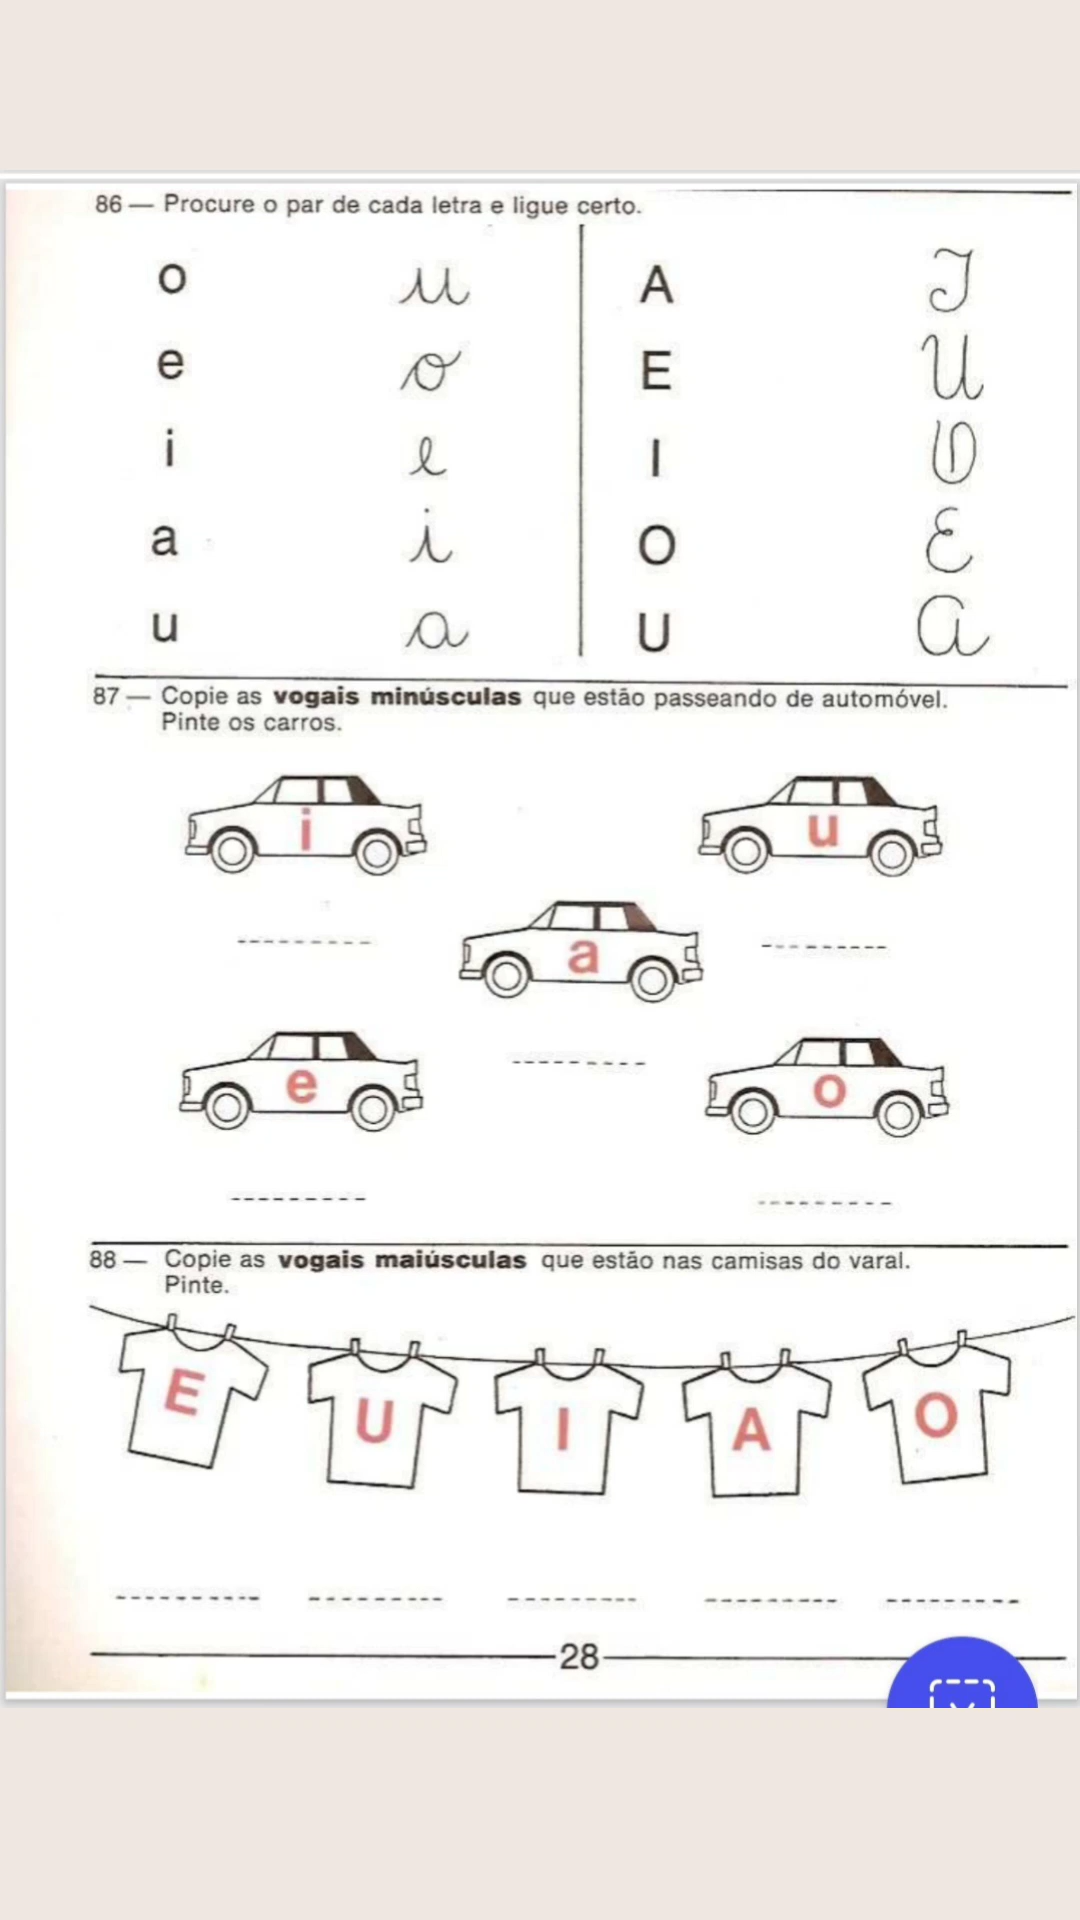 86 — Procure o par de cada letra e ligue certo.
o u A I
e o E U
i e I O
a i O E
u a U A
87 — Copie as vogais minúsculas que estão passeando de automóvel.
Pinte os carros.
i u
a
e o
88 — Copie as vogais maiúsculas que estão nas camisas do varal.
Pinte.
E U I A O
28